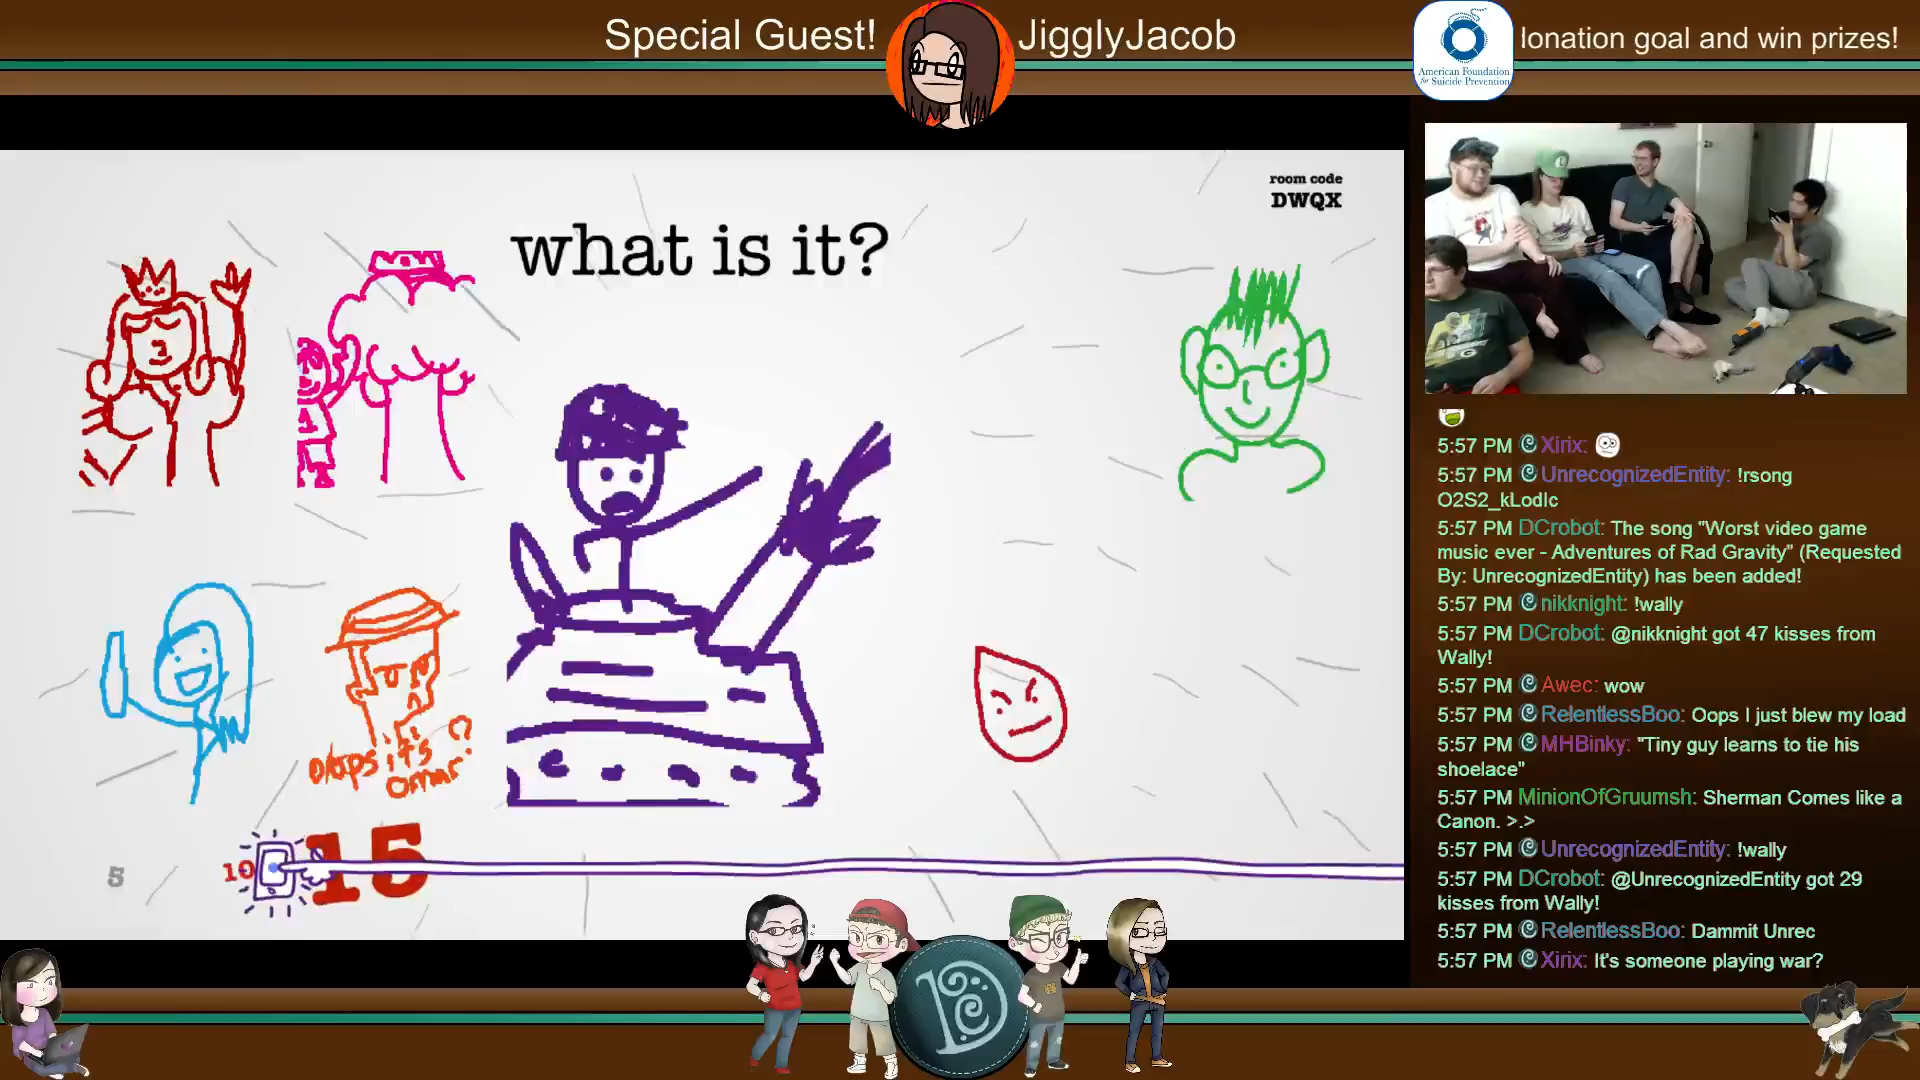 Special Guest!
JigglyJacob
American Foundation
for Suicide Prevention
donation goal and win prizes!
room code
DWQX
what is it?
oops it's
omar?
5
10
15
5:57 PM Xirix:
5:57 PM UnrecognizedEntity: !rsong
O2S2_kLodIc
5:57 PM DCrobot: The song "Worst video game
music ever - Adventures of Rad Gravity" (Requested
By: UnrecognizedEntity) has been added!
5:57 PM nikknight: !wally
5:57 PM DCrobot: @nikknight got 47 kisses from
Wally!
5:57 PM Awec: wow
5:57 PM RelentlessBoo: Oops I just blew my load
5:57 PM MHBinky: "Tiny guy learns to tie his
shoelace"
5:57 PM MinionOfGruumsh: Sherman Comes like a
Canon. >.>
5:57 PM UnrecognizedEntity: !wally
5:57 PM DCrobot: @UnrecognizedEntity got 29
kisses from Wally!
5:57 PM RelentlessBoo: Dammit Unrec
5:57 PM Xirix: It's someone playing war?